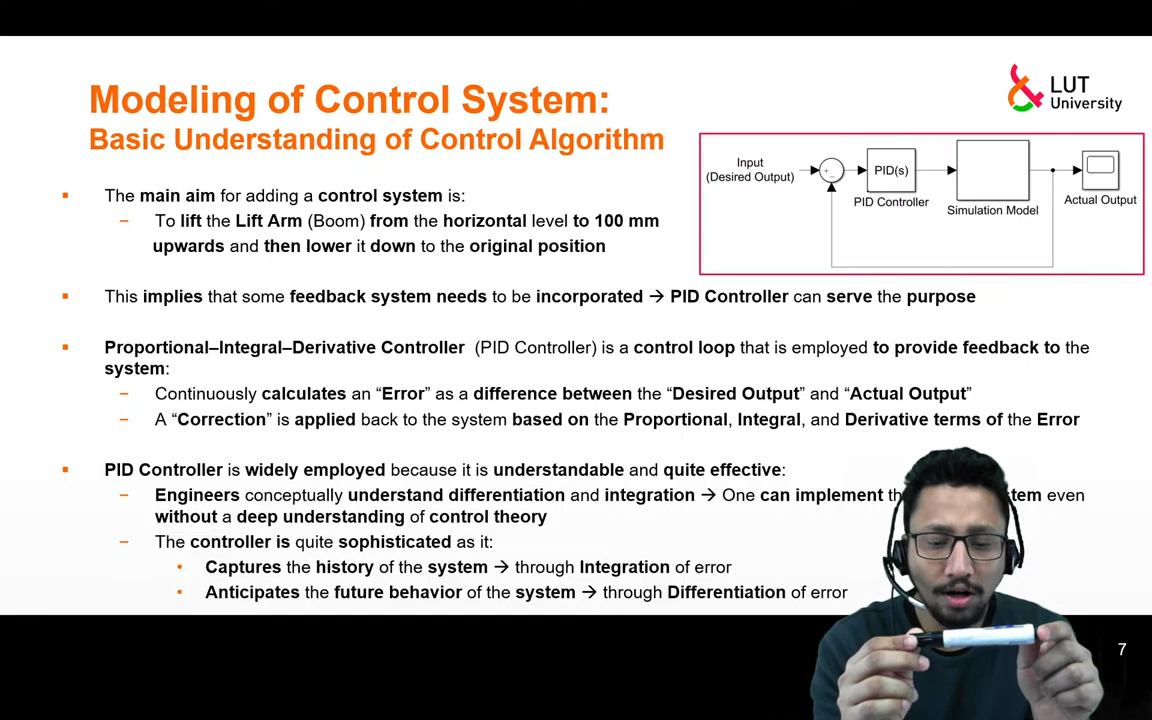 Modeling of Control System:
Basic Understanding of Control Algorithm
LUT
University
Input
(Desired Output)
+
−
PID(s)
PID Controller
Simulation Model
Actual Output
▪ The main aim for adding a control system is:
− To lift the Lift Arm (Boom) from the horizontal level to 100 mm
upwards and then lower it down to the original position
▪ This implies that some feedback system needs to be incorporated → PID Controller can serve the purpose
▪ Proportional–Integral–Derivative Controller (PID Controller) is a control loop that is employed to provide feedback to the
system:
− Continuously calculates an “Error” as a difference between the “Desired Output” and “Actual Output”
− A “Correction” is applied back to the system based on the Proportional, Integral, and Derivative terms of the Error
▪ PID Controller is widely employed because it is understandable and quite effective:
− Engineers conceptually understand differentiation and integration → One can implement even
without a deep understanding of control theory
− The controller is quite sophisticated as it:
• Captures the history of the system → through Integration of error
• Anticipates the future behavior of the system → through Differentiation of error
7